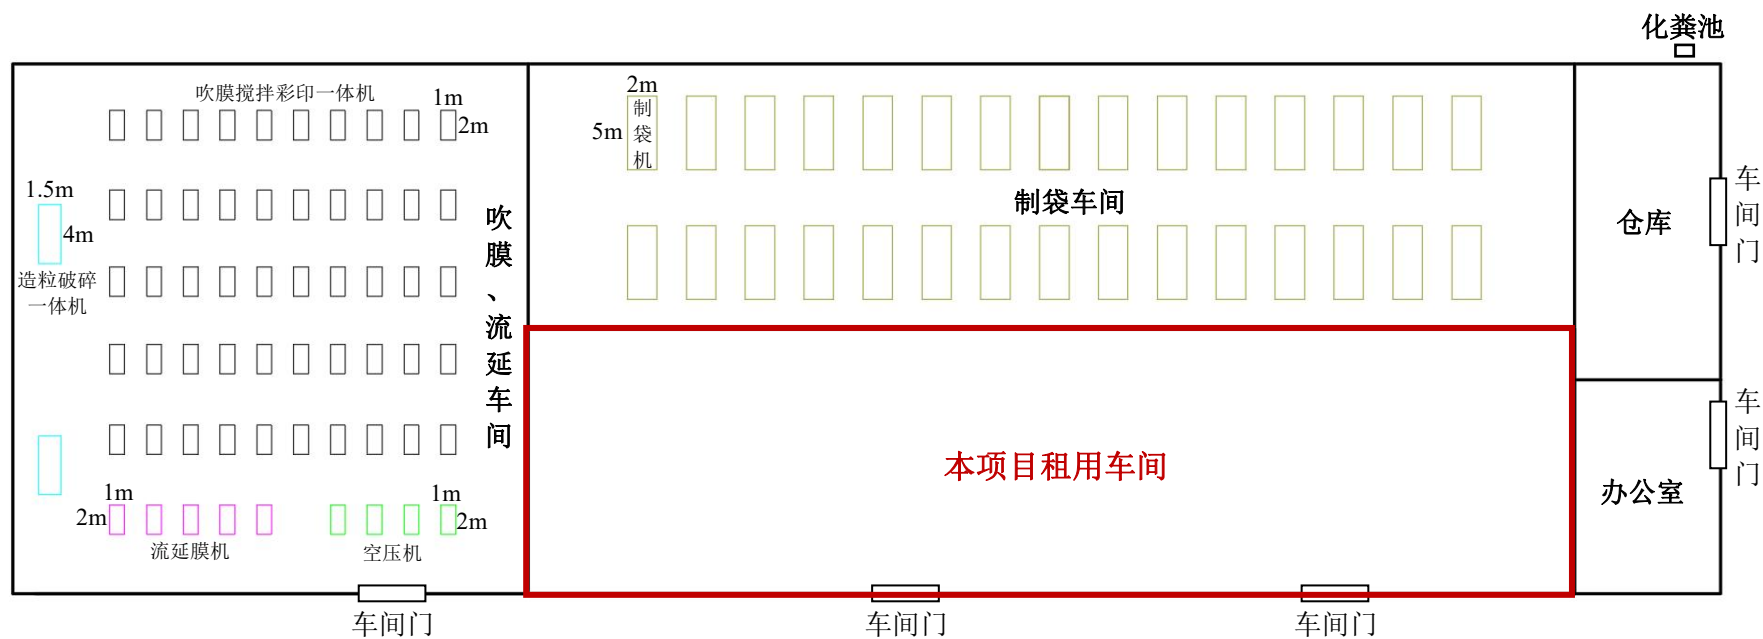 化粪池
吹膜搅拌彩印一体机
1m
2m
1.5m
4m
造粒破碎
一体机
吹膜、流延车间
1m
2m
流延膜机
1m
2m
空压机
车间门
2m
5m
制袋机
制袋车间
本项目租用车间
车间门
车间门
仓库
车间门
办公室
车间门